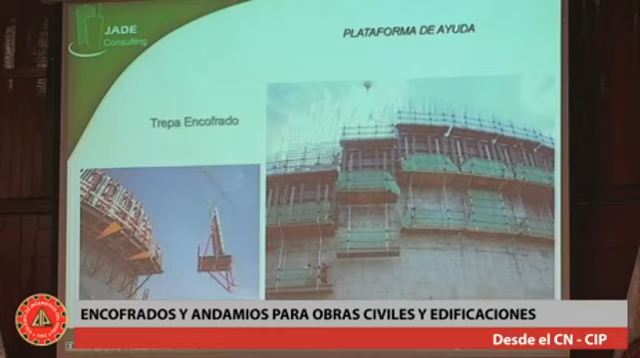 JADE
Consulting
PLATAFORMA DE AYUDA
Trepa Encofrado
ENCOFRADOS Y ANDAMIOS PARA OBRAS CIVILES Y EDIFICACIONES
Desde el CN - CIP